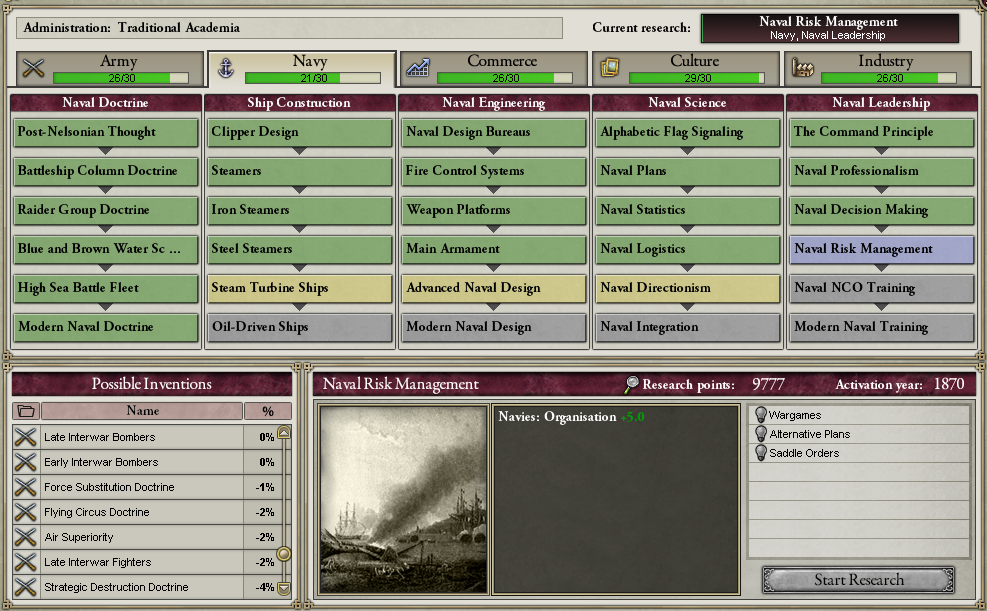 Administration: Traditional Academia
Current research:
Naval Risk Management
Navy, Naval Leadership
Army
26/30
Navy
21/30
Commerce
26/30
Culture
29/30
Industry
26/30
Naval Doctrine
Ship Construction
Naval Engineering
Naval Science
Naval Leadership
Post-Nelsonian Thought
Clipper Design
Naval Design Bureaus
Alphabetic Flag Signaling
The Command Principle
Battleship Column Doctrine
Steamers
Fire Control Systems
Naval Plans
Naval Professionalism
Raider Group Doctrine
Iron Steamers
Weapon Platforms
Naval Statistics
Naval Decision Making
Blue and Brown Water Sc ...
Steel Steamers
Main Armament
Naval Logistics
Naval Risk Management
High Sea Battle Fleet
Steam Turbine Ships
Advanced Naval Design
Naval Directionism
Naval NCO Training
Modern Naval Doctrine
Oil-Driven Ships
Modern Naval Design
Naval Integration
Modern Naval Training
Possible Inventions
Name
%
Late Interwar Bombers
0%
Early Interwar Bombers
0%
Force Substitution Doctrine
-1%
Flying Circus Doctrine
-2%
Air Superiority
-2%
Late Interwar Fighters
-2%
Strategic Destruction Doctrine
-4%
Naval Risk Management
Research points: 9777
Activation year: 1870
Navies: Organisation +5.0
Wargames
Alternative Plans
Saddle Orders
Start Research